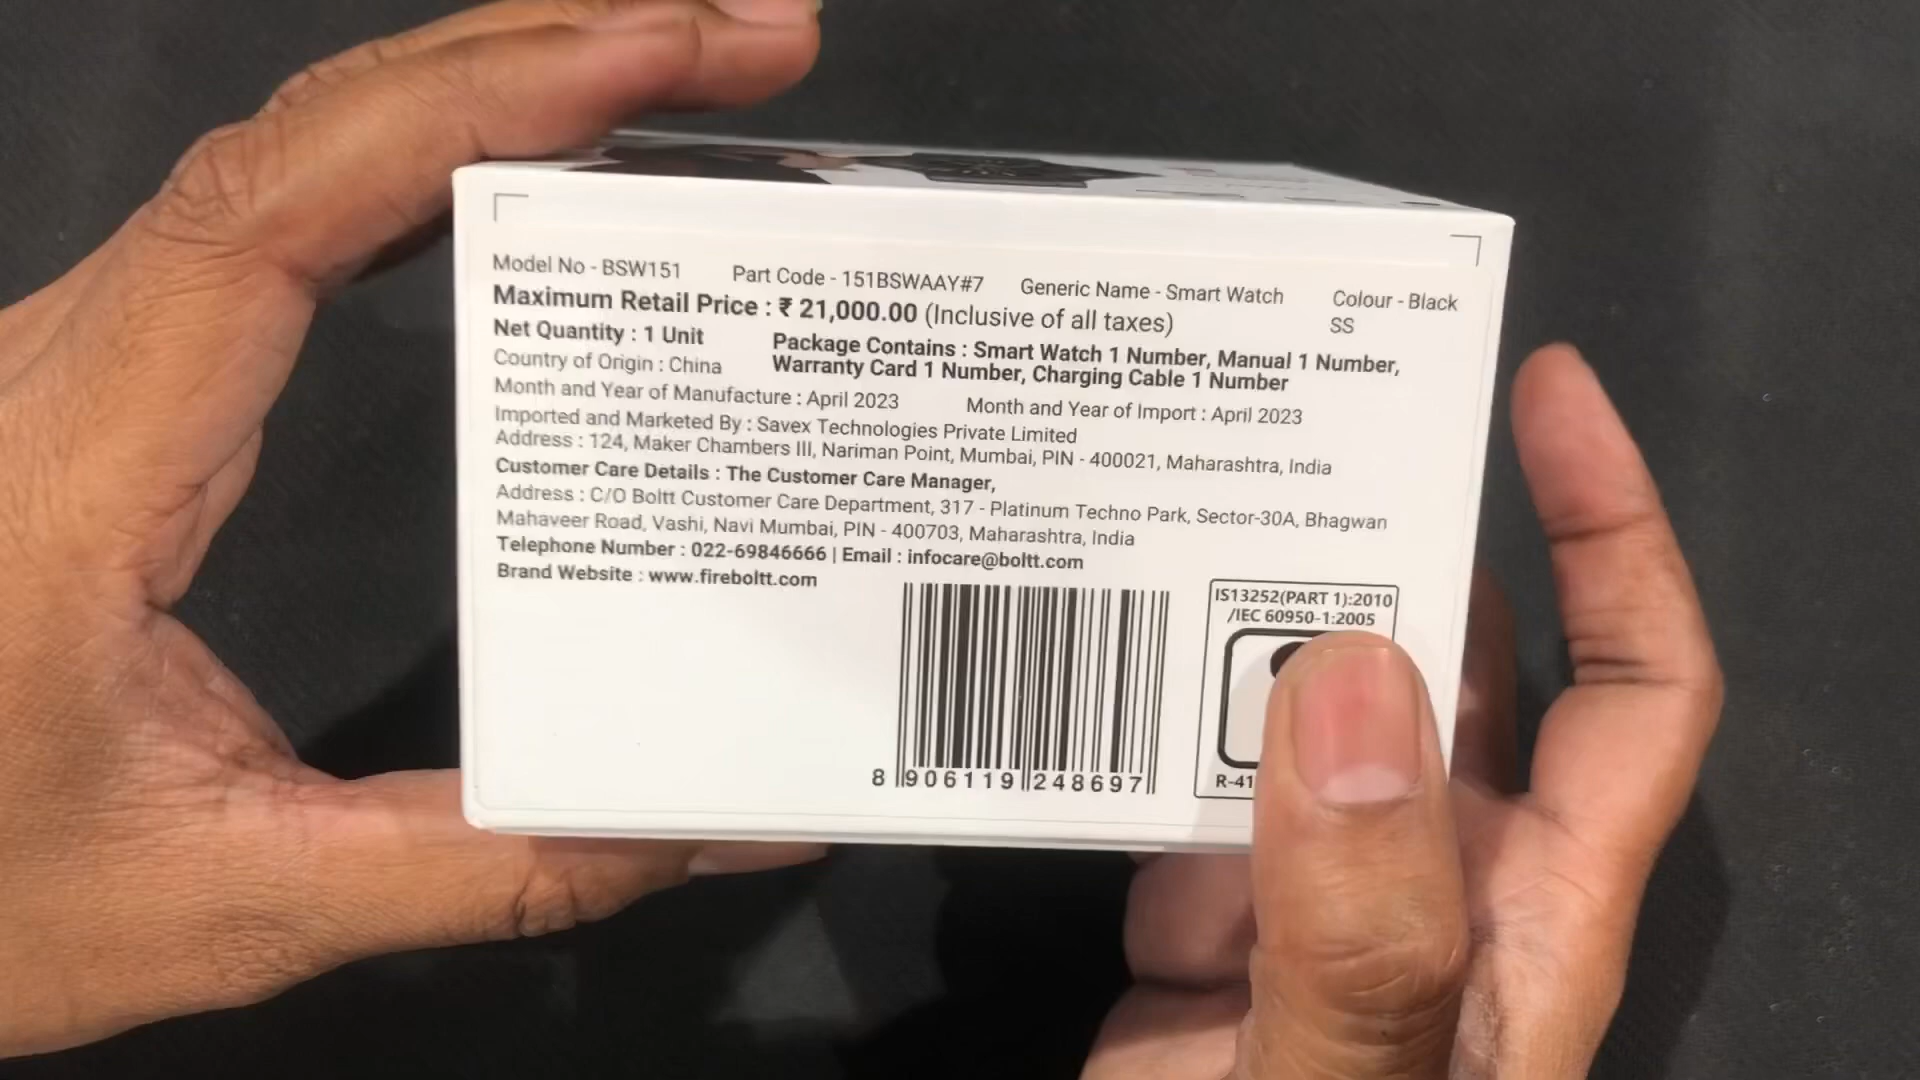 Model No - BSW151 Part Code - 151BSWAAY#7 Generic Name - Smart Watch Colour - Black SS
Maximum Retail Price : ₹ 21,000.00 (Inclusive of all taxes)
Net Quantity : 1 Unit Package Contains : Smart Watch 1 Number, Manual 1 Number,
Country of Origin : China Warranty Card 1 Number, Charging Cable 1 Number
Month and Year of Manufacture : April 2023 Month and Year of Import : April 2023
Imported and Marketed By : Savex Technologies Private Limited
Address : 124, Maker Chambers III, Nariman Point, Mumbai, PIN - 400021, Maharashtra, India
Customer Care Details : The Customer Care Manager,
Address : C/O Boltt Customer Care Department, 317 - Platinum Techno Park, Sector-30A, Bhagwan
Mahaveer Road, Vashi, Navi Mumbai, PIN - 400703, Maharashtra, India
Telephone Number : 022-69846666 | Email : infocare@boltt.com
Brand Website : www.fireboltt.com
8 906119 248697
IS13252(PART 1):2010
/IEC 60950-1:2005
R-41